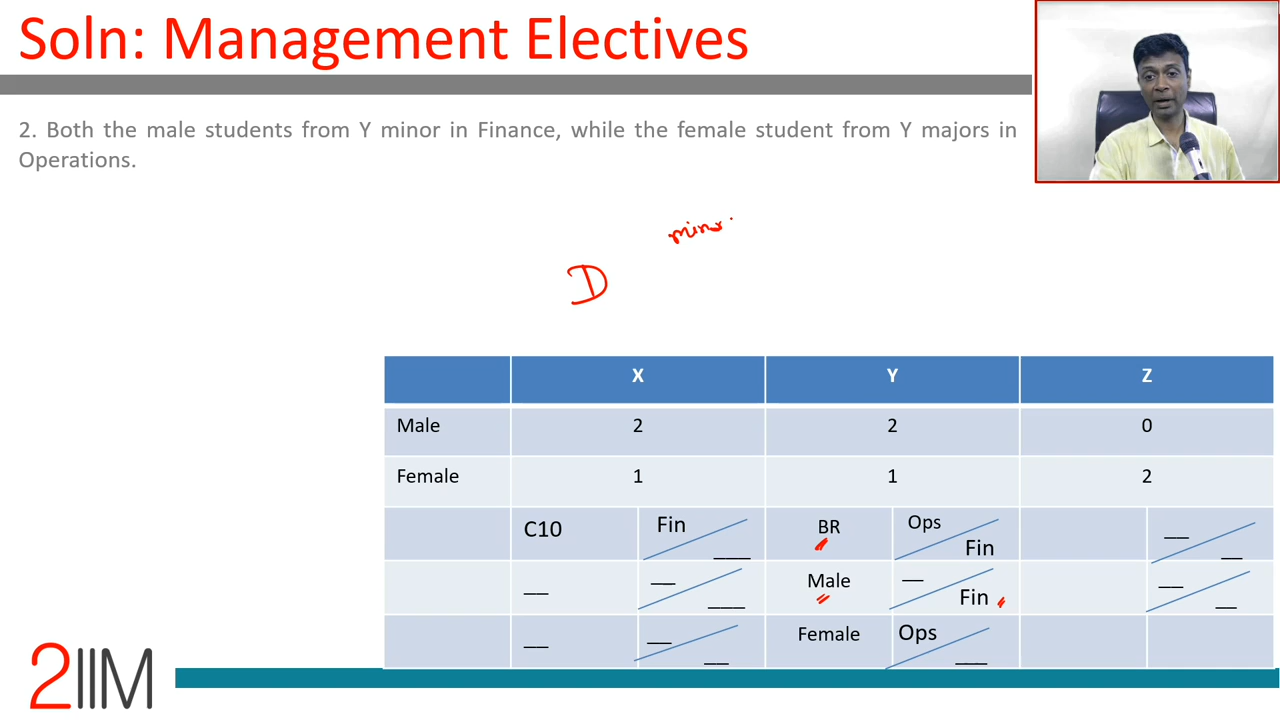 Soln: Management Electives
2. Both the male students from Y minor in Finance, while the female student from Y majors in
Operations.
minor
D
X Y Z
Male 2 2 0
Female 1 1 2
C10 Fin BR Ops Fin
Male Fin
Female Ops
2IIM